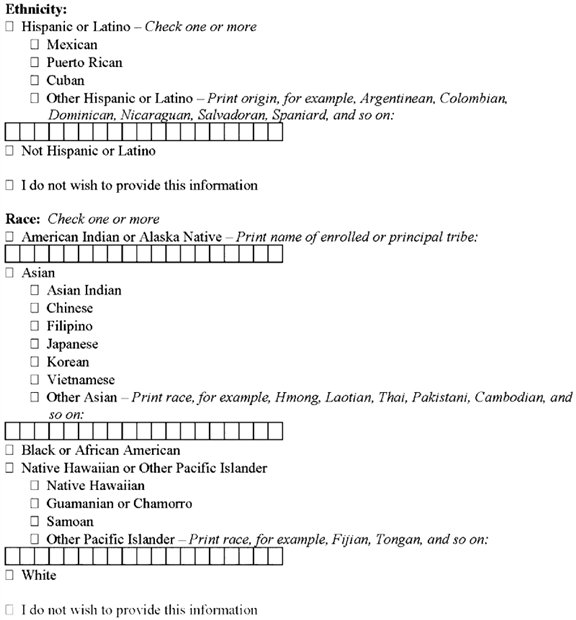 Ethnicity:
☐ Hispanic or Latino – Check one or more
☐ Mexican
☐ Puerto Rican
☐ Cuban
☐ Other Hispanic or Latino – Print origin, for example, Argentinean, Colombian,
Dominican, Nicaraguan, Salvadoran, Spaniard, and so on:
☐ Not Hispanic or Latino
☐ I do not wish to provide this information
Race: Check one or more
☐ American Indian or Alaska Native – Print name of enrolled or principal tribe:
☐ Asian
☐ Asian Indian
☐ Chinese
☐ Filipino
☐ Japanese
☐ Korean
☐ Vietnamese
☐ Other Asian – Print race, for example, Hmong, Laotian, Thai, Pakistani, Cambodian, and
so on:
☐ Black or African American
☐ Native Hawaiian or Other Pacific Islander
☐ Native Hawaiian
☐ Guamanian or Chamorro
☐ Samoan
☐ Other Pacific Islander – Print race, for example, Fijian, Tongan, and so on:
☐ White
☐ I do not wish to provide this information